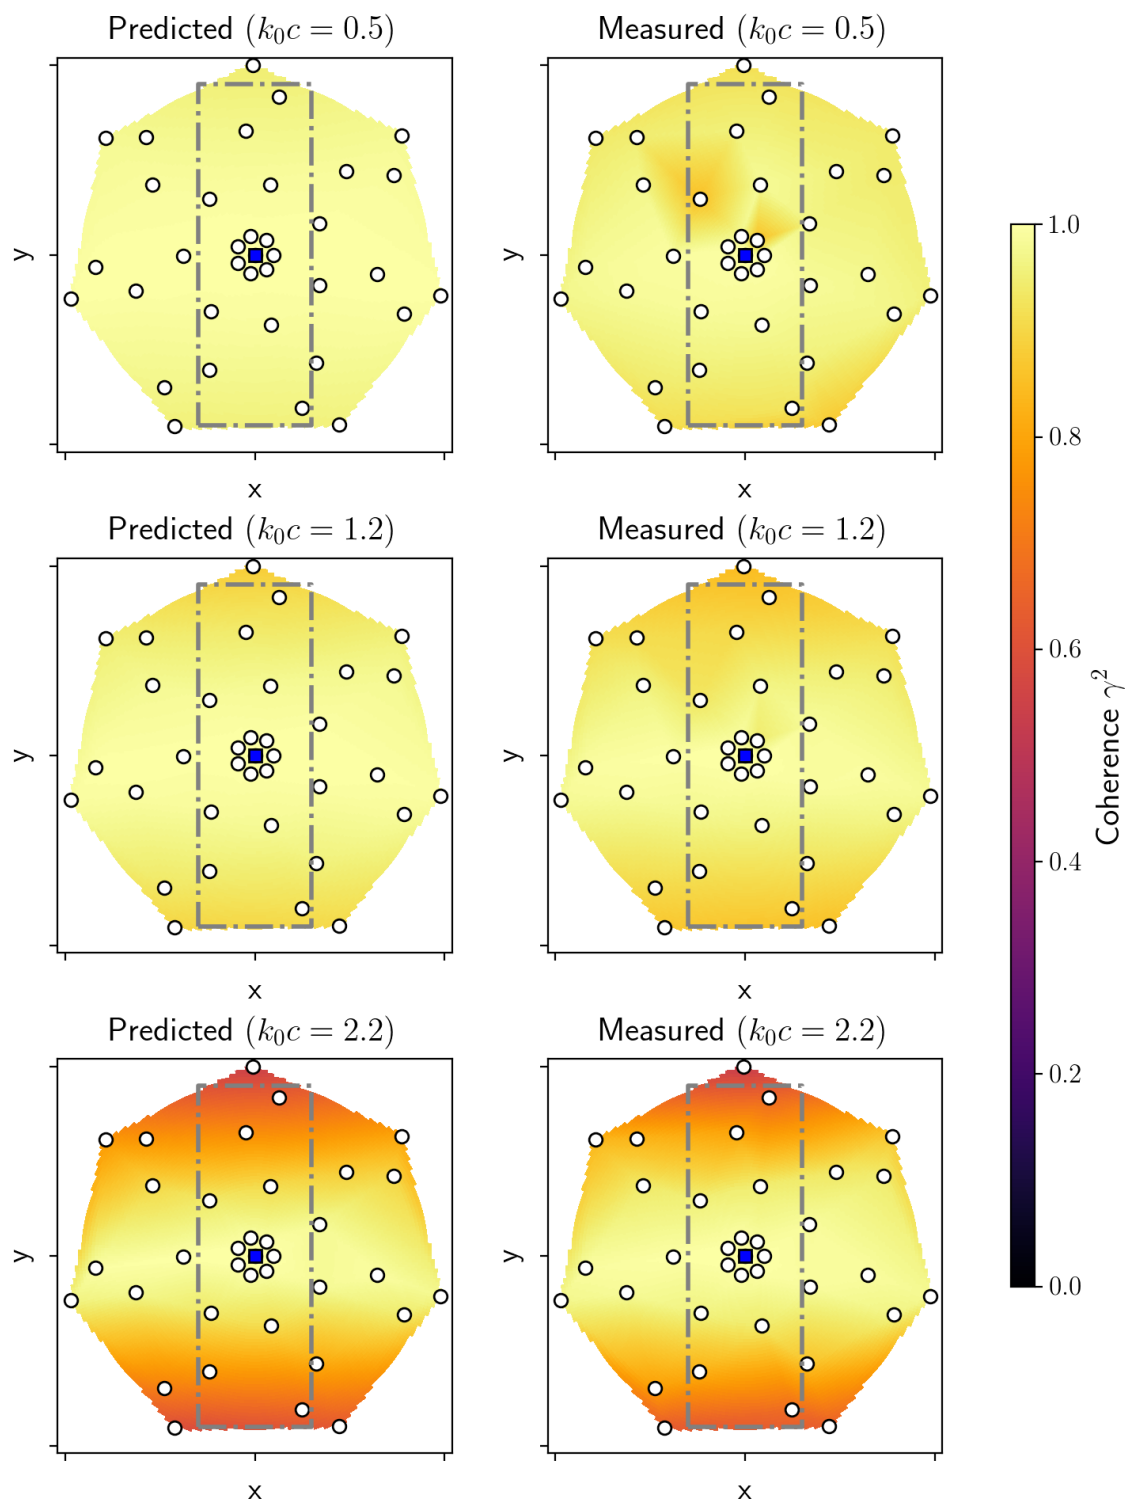 Predicted (k₀c = 0.5)
Measured (k₀c = 0.5)
y
x
y
x
Predicted (k₀c = 1.2)
Measured (k₀c = 1.2)
y
x
y
x
Predicted (k₀c = 2.2)
Measured (k₀c = 2.2)
y
x
y
x
1.0
0.8
0.6
0.4
0.2
0.0
Coherence γ²